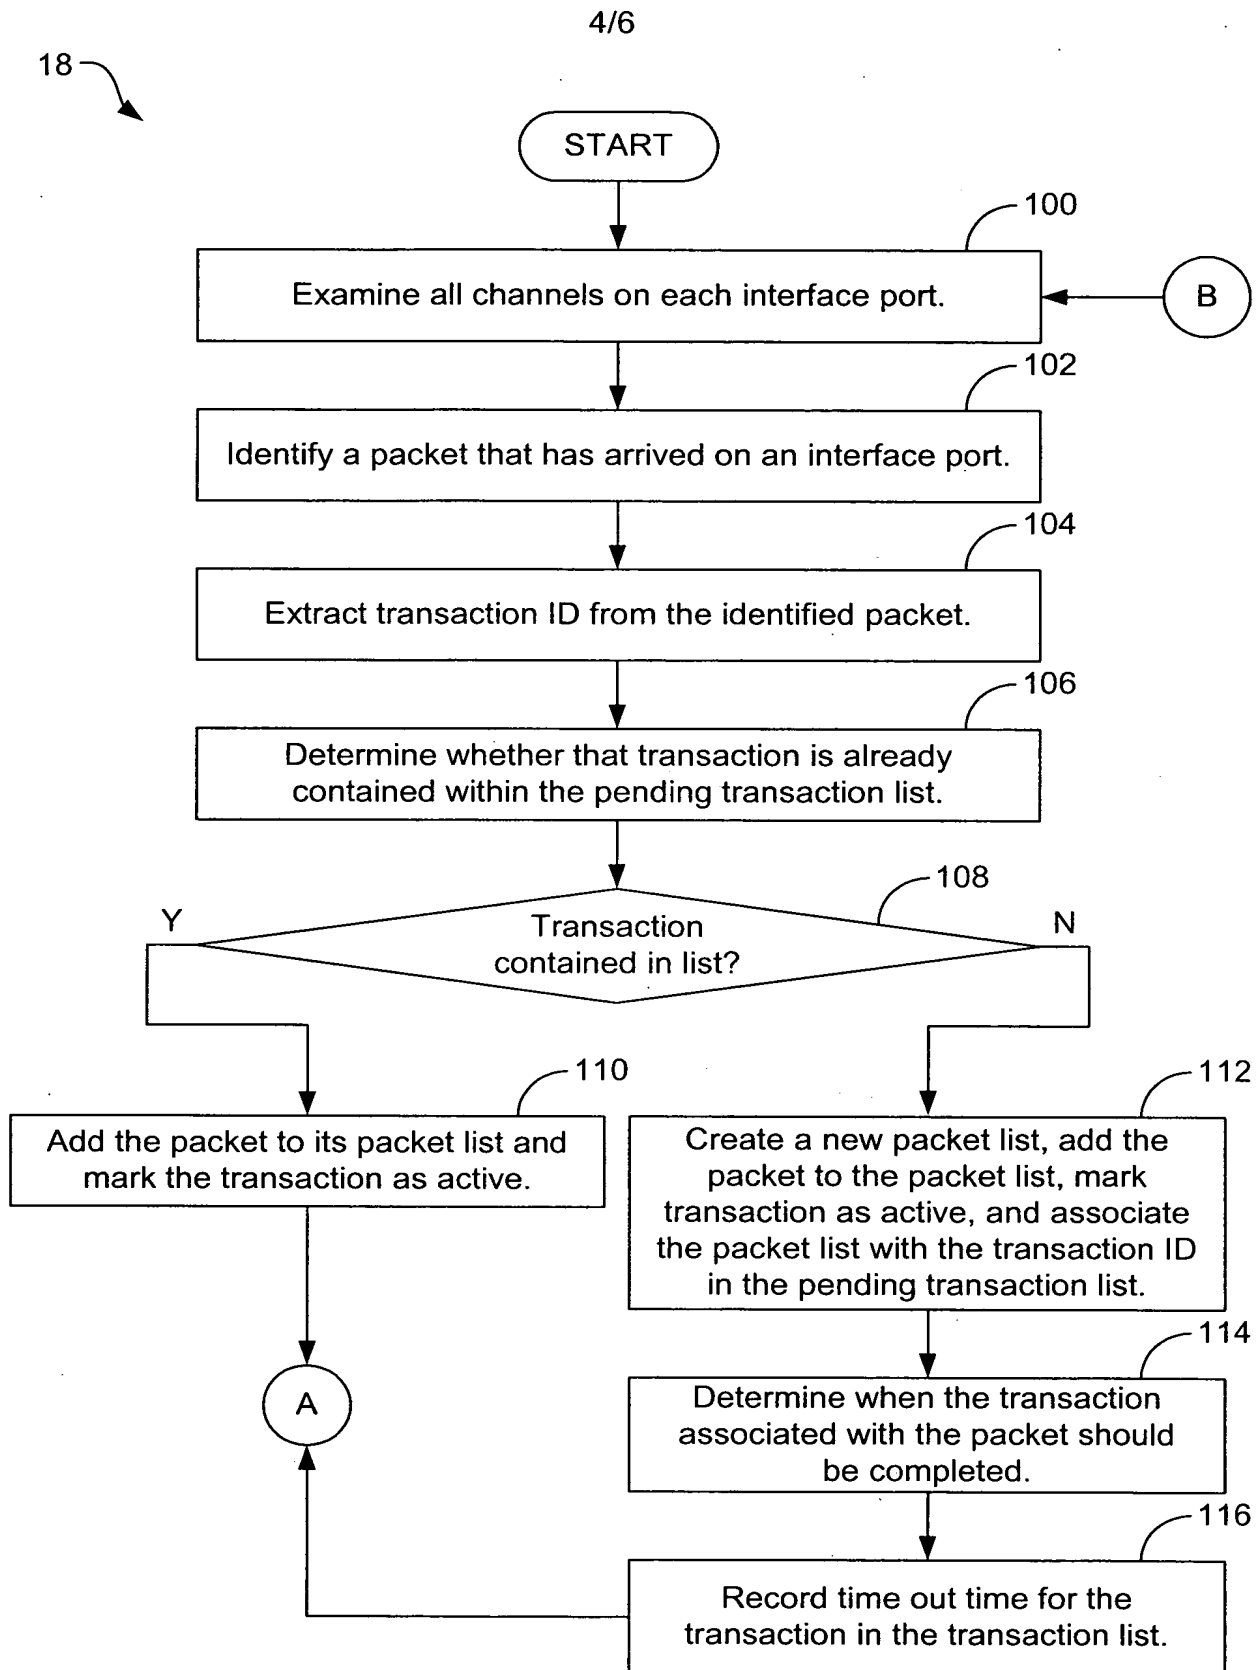 4/6
18
START
100
Examine all channels on each interface port.
B
102
Identify a packet that has arrived on an interface port.
104
Extract transaction ID from the identified packet.
106
Determine whether that transaction is already
contained within the pending transaction list.
108
Y
Transaction
contained in list?
N
110
Add the packet to its packet list and
mark the transaction as active.
112
Create a new packet list, add the
packet to the packet list, mark
transaction as active, and associate
the packet list with the transaction ID
in the pending transaction list.
114
Determine when the transaction
associated with the packet should
be completed.
A
116
Record time out time for the
transaction in the transaction list.